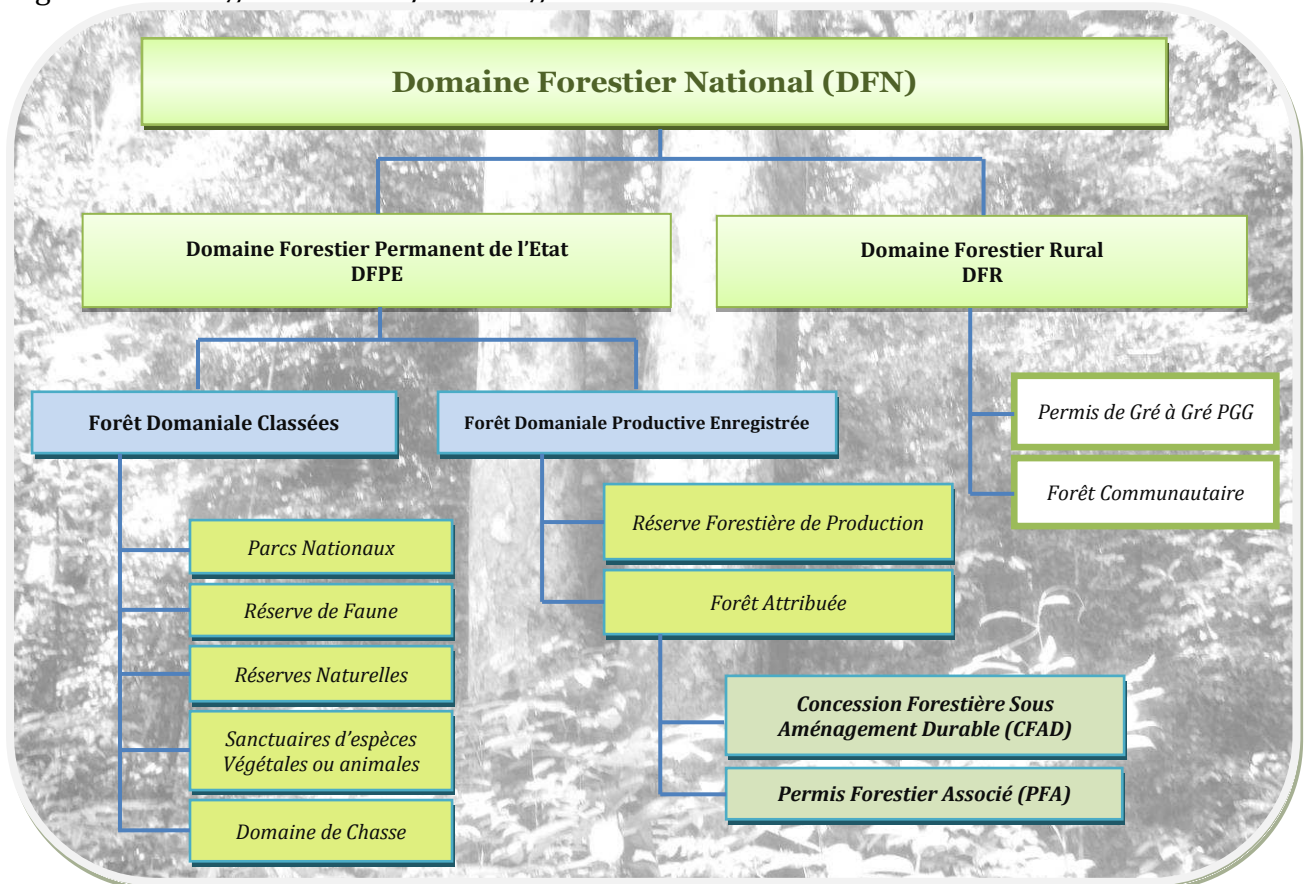 Domaine Forestier National (DFN)
Domaine Forestier Permanent de l'Etat
DFPE
Domaine Forestier Rural
DFR
Forêt Domaniale Classées
Forêt Domaniale Productive Enregistrée
Permis de Gré à Gré PGG
Forêt Communautaire
Parcs Nationaux
Réserve de Faune
Réserves Naturelles
Sanctuaires d'espèces
Végétales ou animales
Domaine de Chasse
Réserve Forestière de Production
Forêt Attribuée
Concession Forestière Sous
Aménagement Durable (CFAD)
Permis Forestier Associé (PFA)